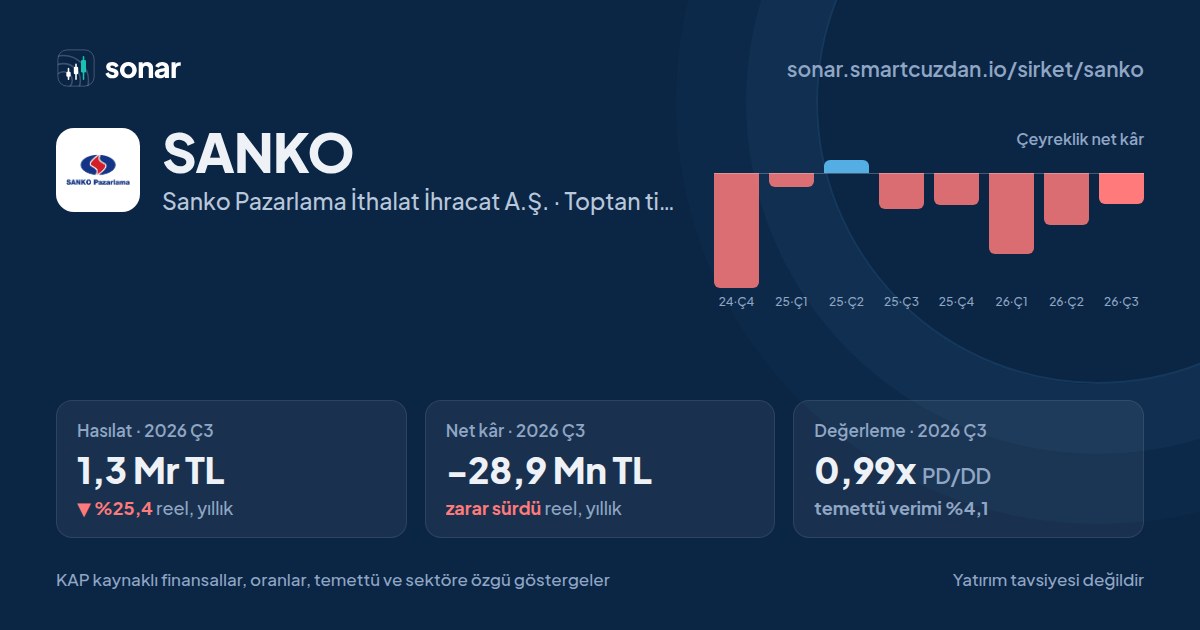 sonar
sonar.smartcuzdan.io/sirket/sanko
SANKO Pazarlama
SANKO
Sanko Pazarlama İthalat İhracat A.Ş. · Toptan ti...
Çeyreklik net kâr
24·Ç4 25·Ç1 25·Ç2 25·Ç3 25·Ç4 26·Ç1 26·Ç2 26·Ç3
Hasılat · 2026 Ç3
1,3 Mr TL
▼ %25,4 reel, yıllık
Net kâr · 2026 Ç3
−28,9 Mn TL
zarar sürdü reel, yıllık
Değerleme · 2026 Ç3
0,99x PD/DD
temettü verimi %4,1
KAP kaynaklı finansallar, oranlar, temettü ve sektöre özgü göstergeler
Yatırım tavsiyesi değildir